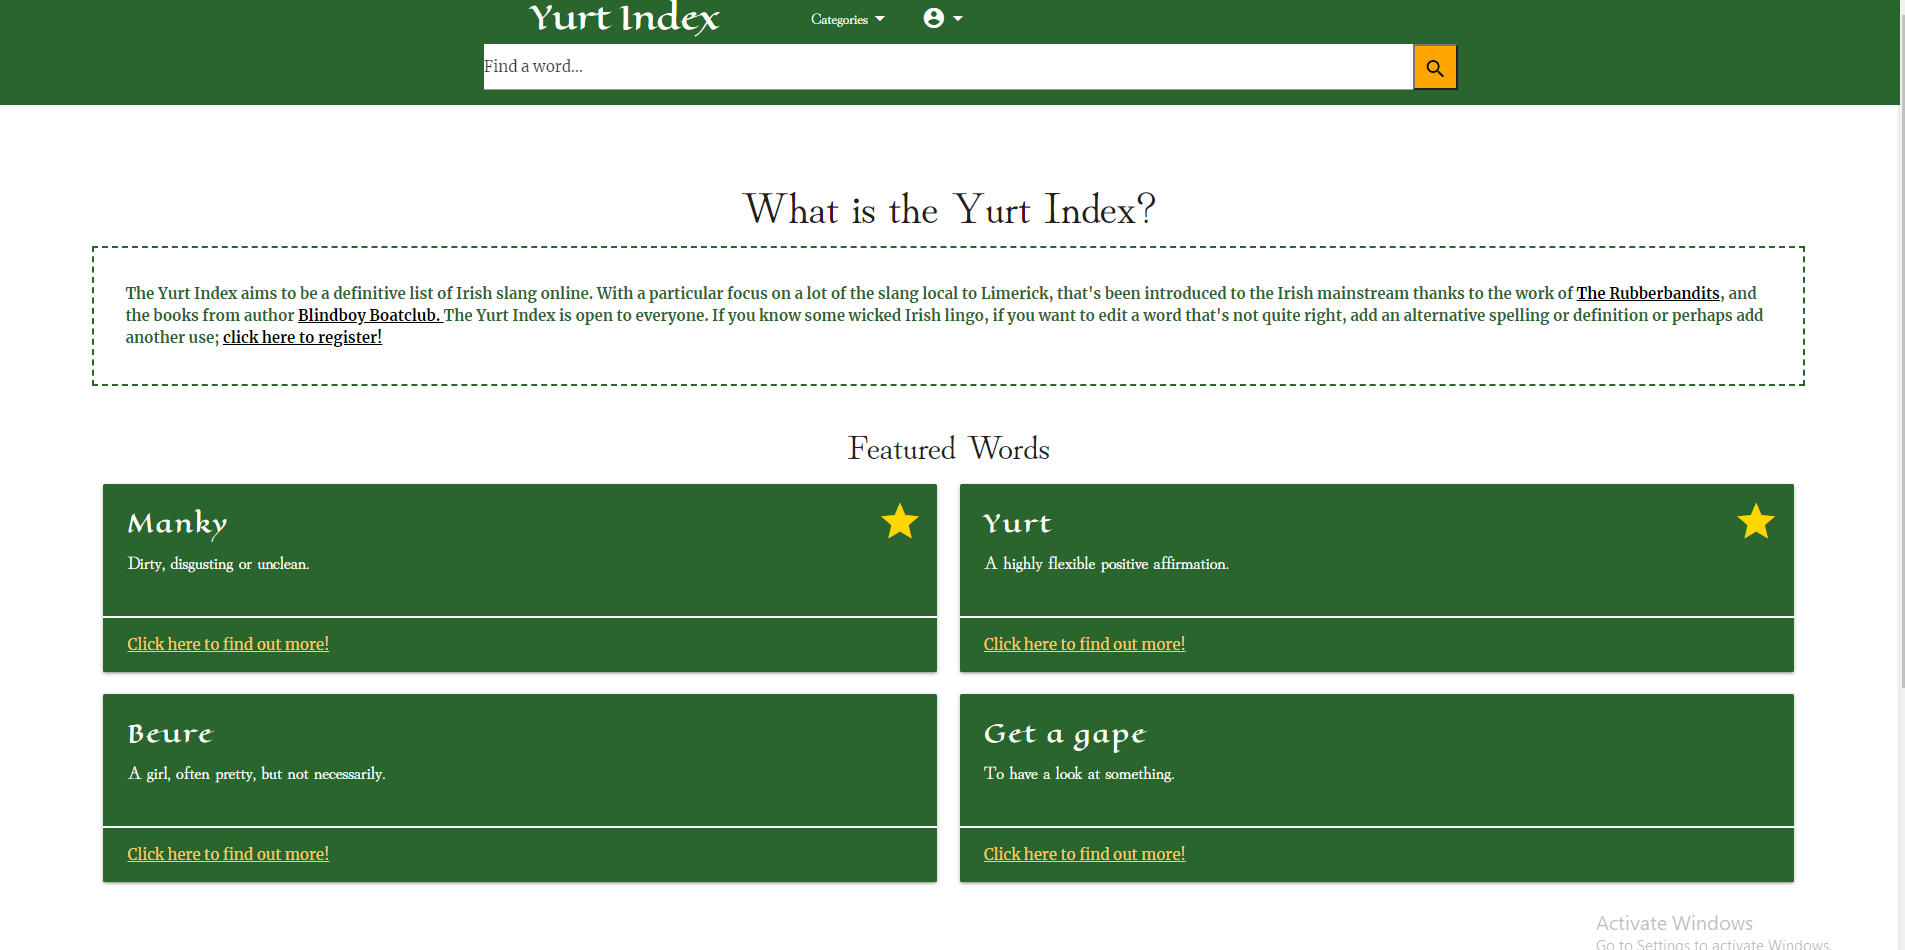 Yurt Index
Categories
Find a word...
What is the Yurt Index?
The Yurt Index aims to be a definitive list of Irish slang online. With a particular focus on a lot of the slang local to Limerick, that's been introduced to the Irish mainstream thanks to the work of The Rubberbandits, and
the books from author Blindboy Boatclub. The Yurt Index is open to everyone. If you know some wicked Irish lingo, if you want to edit a word that's not quite right, add an alternative spelling or definition or perhaps add
another use; click here to register!
Featured Words
Manky
Dirty, disgusting or unclean.
Click here to find out more!
Yurt
A highly flexible positive affirmation.
Click here to find out more!
Beure
A girl, often pretty, but not necessarily.
Click here to find out more!
Get a gape
To have a look at something.
Click here to find out more!
Activate Windows
Go to Settings to activate Windows.